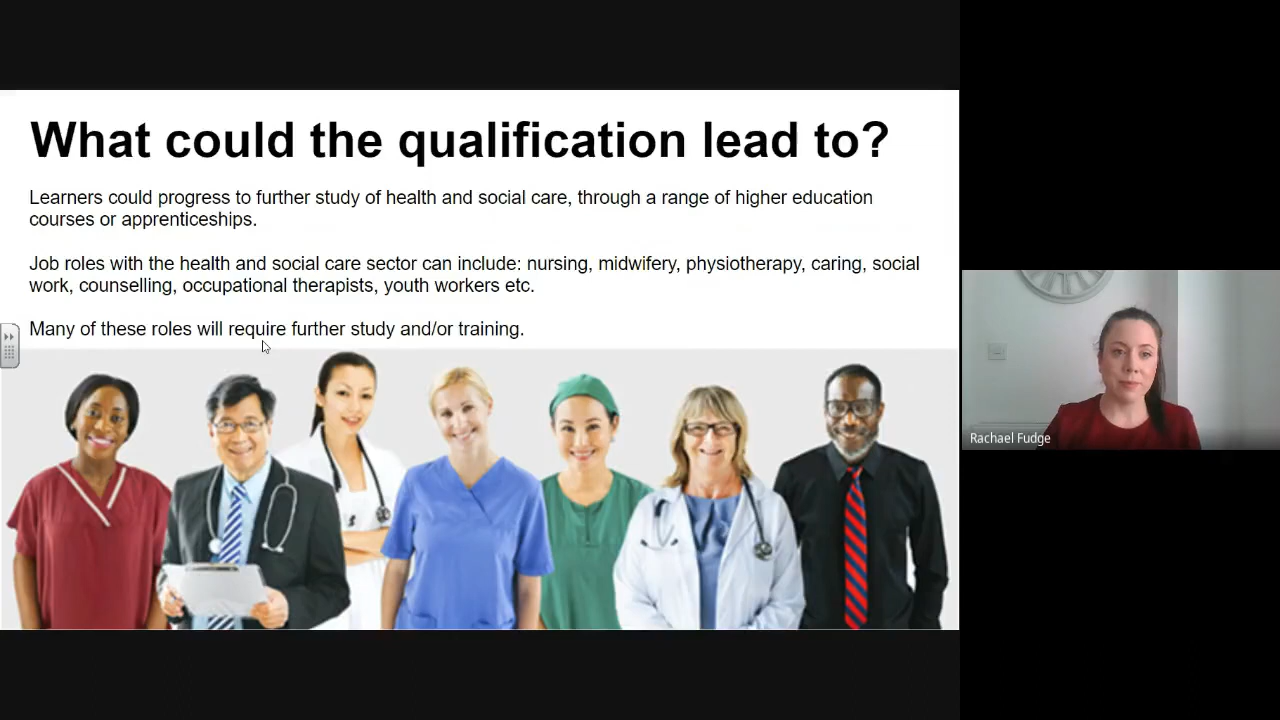 What could the qualification lead to?
Learners could progress to further study of health and social care, through a range of higher education
courses or apprenticeships.
Job roles with the health and social care sector can include: nursing, midwifery, physiotherapy, caring, social
work, counselling, occupational therapists, youth workers etc.
Many of these roles will require further study and/or training.
Rachael Fudge